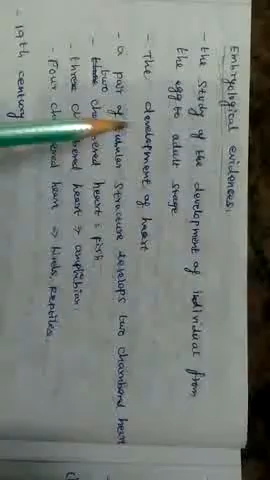 Embryological evidences.
- the study of the development of individual from
the egg to adult stage
- The development of heart
- a pair of tubular structure develops two chambered heart
- two chambered heart : fish
- three chambered heart → amphibian.
- Four chambered heart → birds, reptiles.
- 19th century